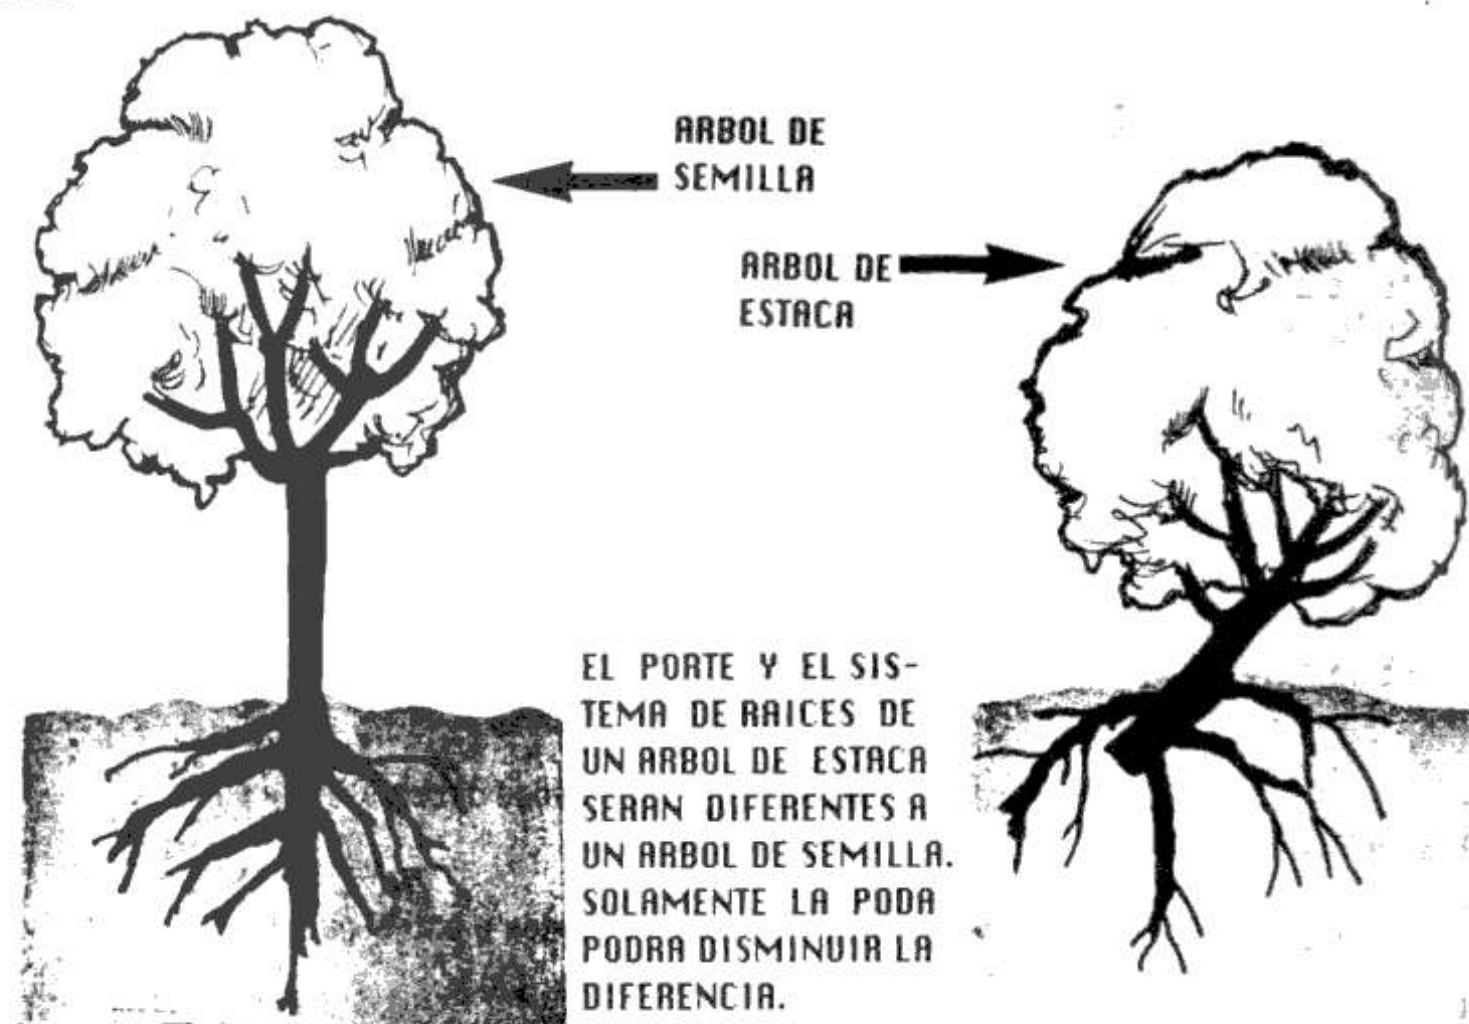 ARBOL DE
SEMILLA
ARBOL DE
ESTACA
EL PORTE Y EL SIS-
TEMA DE RAICES DE
UN ARBOL DE ESTACA
SERAN DIFERENTES A
UN ARBOL DE SEMILLA.
SOLAMENTE LA PODA
PODRA DISMINUIR LA
DIFERENCIA.